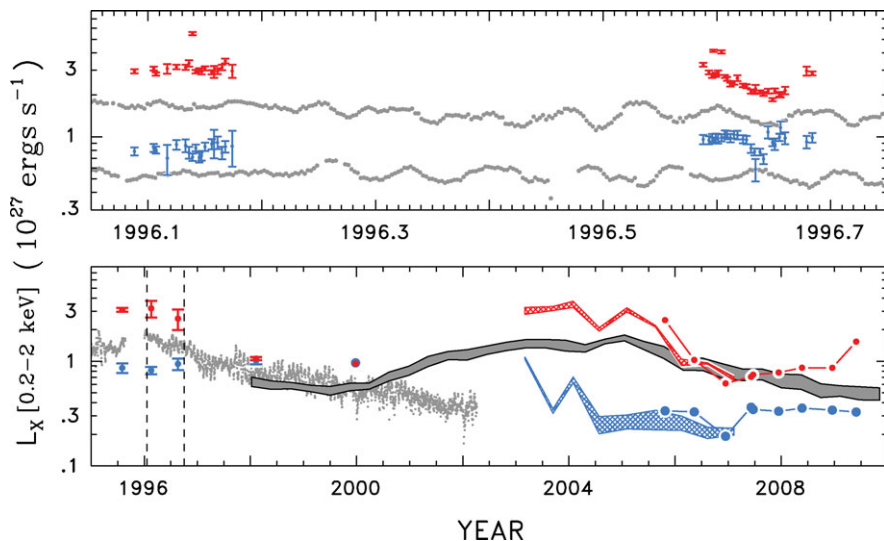 3
1
.3
1996.1 1996.3 1996.5 1996.7
L_X [0.2–2 keV] (10^27 ergs s^−1)
3
1
.3
.1
1996 2000 2004 2008
YEAR